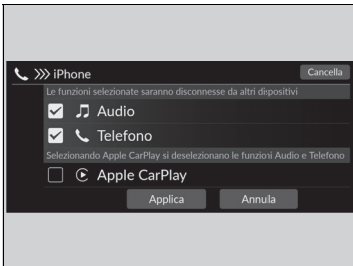 iPhone
Cancella
Le funzioni selezionate saranno disconnesse da altri dispositivi
Audio
Telefono
Selezionando Apple CarPlay si deselezionano le funzioni Audio e Telefono
Apple CarPlay
Applica
Annulla